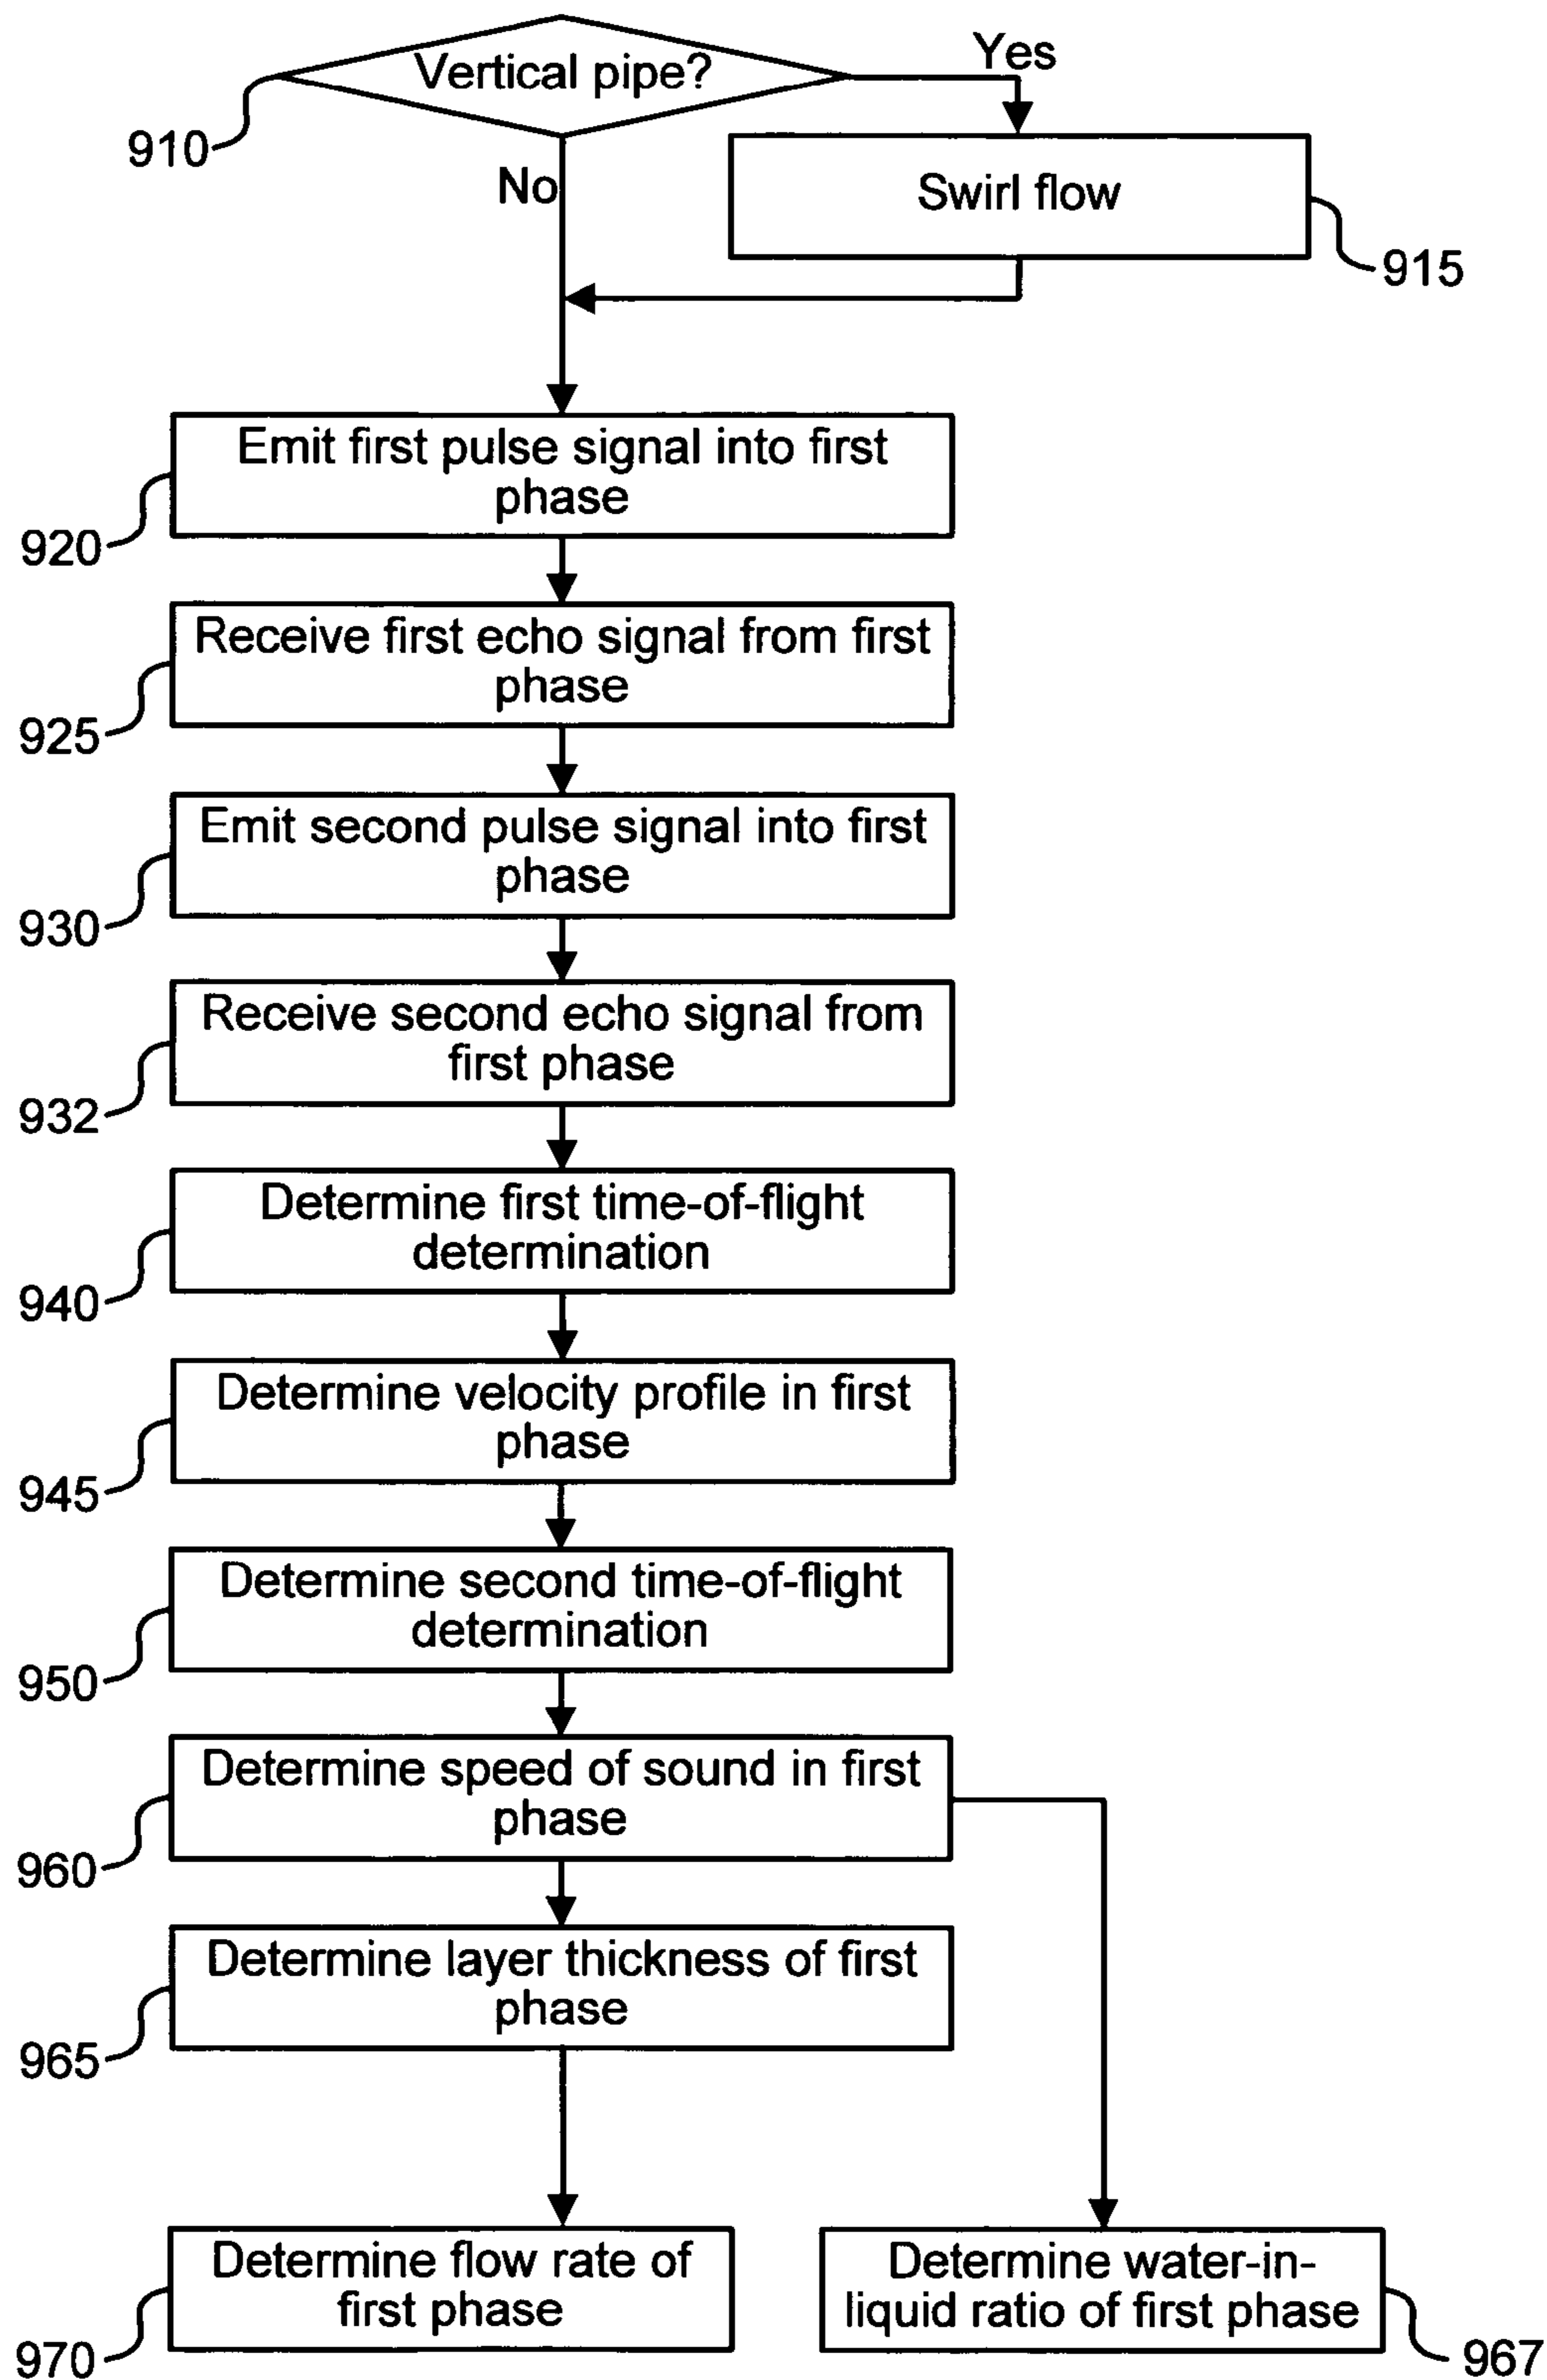 Vertical pipe?
Yes
910
No
Swirl flow
915
Emit first pulse signal into first
phase
920
Receive first echo signal from first
phase
925
Emit second pulse signal into first
phase
930
Receive second echo signal from
first phase
932
Determine first time-of-flight
determination
940
Determine velocity profile in first
phase
945
Determine second time-of-flight
determination
950
Determine speed of sound in first
phase
960
Determine layer thickness of first
phase
965
Determine flow rate of
first phase
970
Determine water-in-
liquid ratio of first phase
967